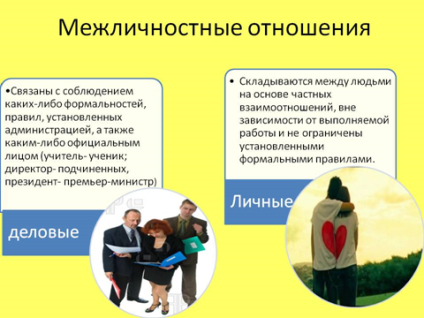 Межличностные отношения
•Связаны с соблюдением
каких-либо формальностей,
правил, установленных
администрацией, а также
каким-либо официальным
лицом (учитель- ученик;
директор- подчиненных,
президент- премьер-министр)
деловые
• Складываются между людьми
на основе частных
взаимоотношений, вне
зависимости от выполняемой
работы и не ограничены
установленными
формальными правилами.
Личные